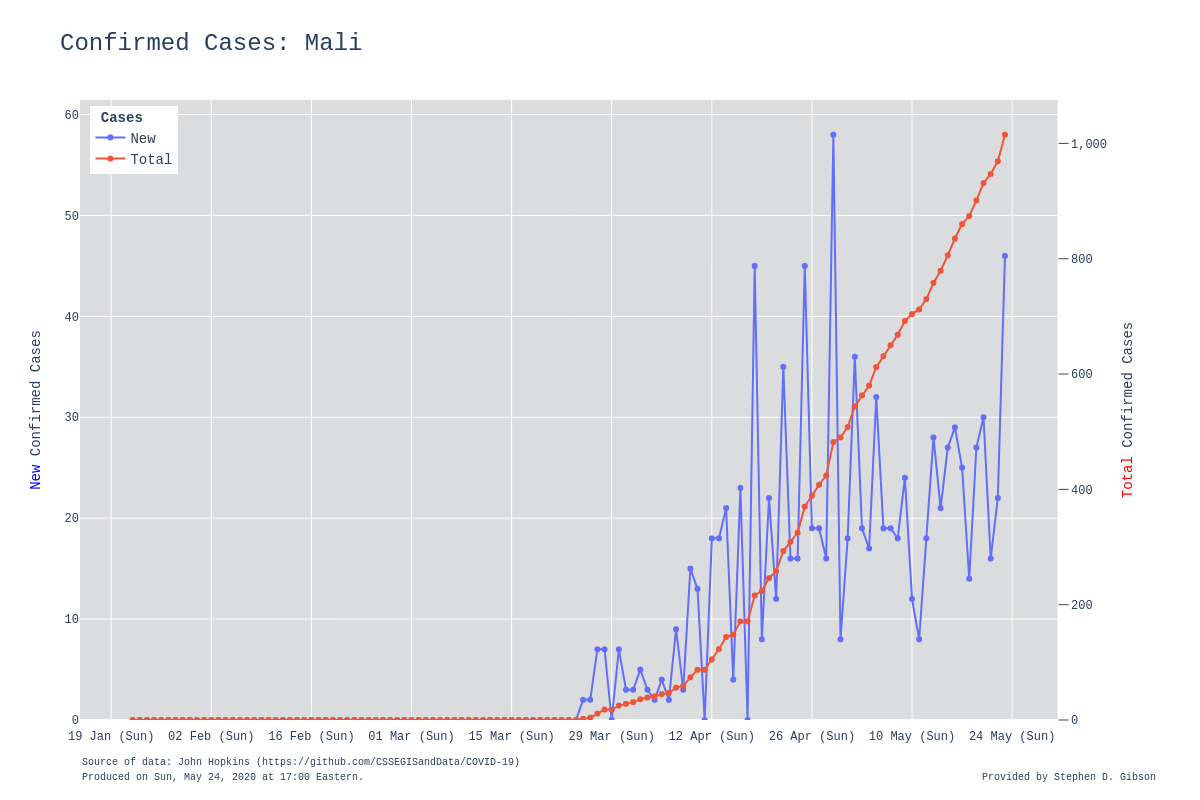 Confirmed Cases: Mali
Cases
New
Total
60
50
40
30
20
10
0
1,000
800
600
400
200
0
New Confirmed Cases
Total Confirmed Cases
19 Jan (Sun)
02 Feb (Sun)
16 Feb (Sun)
01 Mar (Sun)
15 Mar (Sun)
29 Mar (Sun)
12 Apr (Sun)
26 Apr (Sun)
10 May (Sun)
24 May (Sun)
Source of data: John Hopkins (https://github.com/CSSEGISandData/COVID-19)
Produced on Sun, May 24, 2020 at 17:00 Eastern.
Provided by Stephen D. Gibson